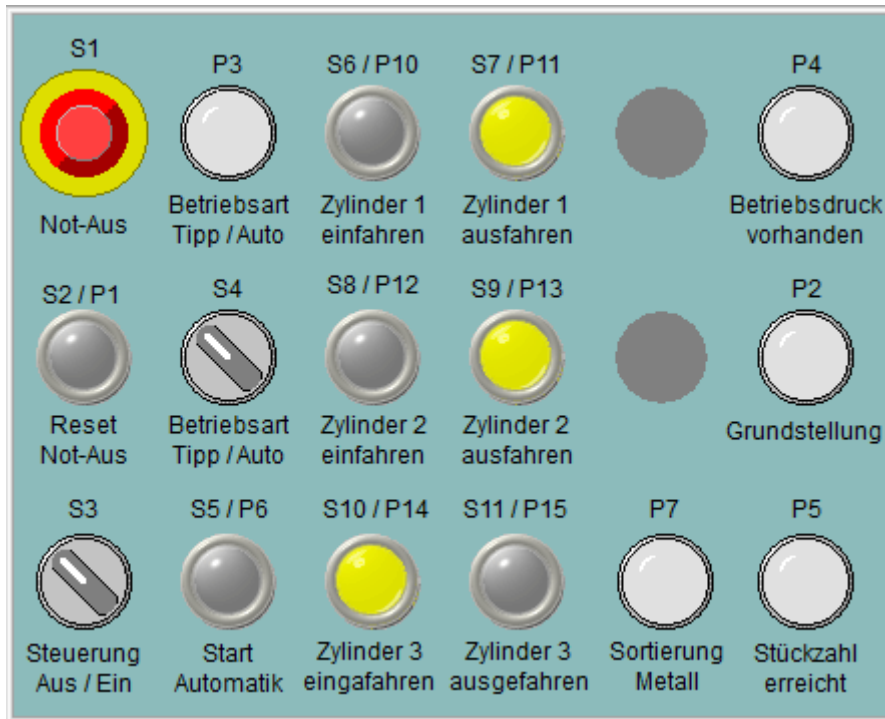 S1
P3
S6 / P10
S7 / P11
P4
Not-Aus
Betriebsart
Tipp / Auto
Zylinder 1
einfahren
Zylinder 1
ausfahren
Betriebsdruck
vorhanden
S2 / P1
S4
S8 / P12
S9 / P13
P2
Reset
Not-Aus
Betriebsart
Tipp / Auto
Zylinder 2
einfahren
Zylinder 2
ausfahren
Grundstellung
S3
S5 / P6
S10 / P14
S11 / P15
P7
P5
Steuerung
Aus / Ein
Start
Automatik
Zylinder 3
eingafahren
Zylinder 3
ausgefahren
Sortierung
Metall
Stückzahl
erreicht